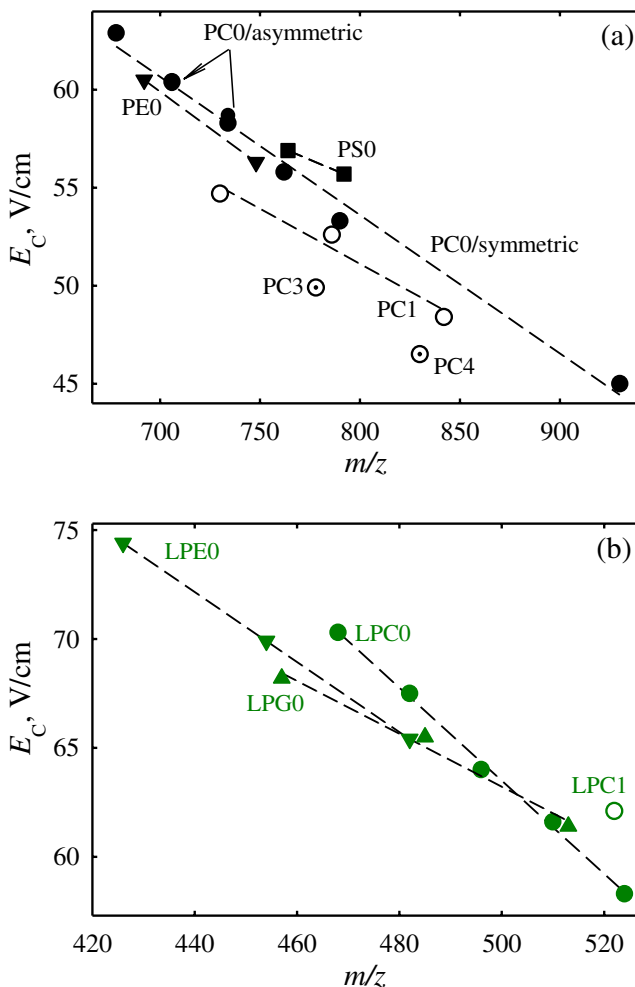 (a)
PC0/asymmetric
60
PE0
PS0
55
PC0/symmetric
50
PC3
PC1
PC4
45
E_C, V/cm
700 750 800 850 900
m/z
75
(b)
LPE0
70
LPC0
LPG0
65
LPC1
60
E_C, V/cm
420 440 460 480 500 520
m/z